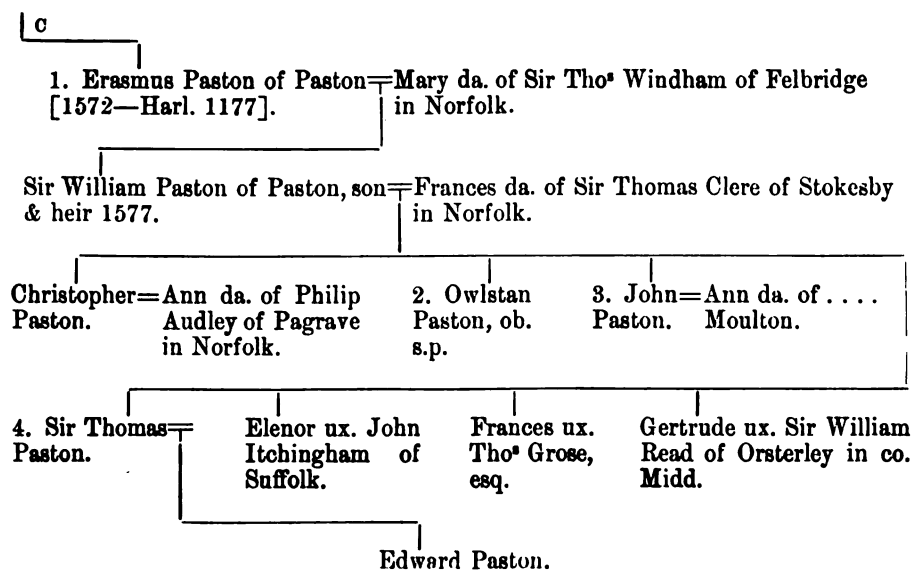 C
1. Erasmus Paston of Paston=Mary da. of Sir Thoˢ Windham of Felbridge
[1572—Harl. 1177]. in Norfolk.
Sir William Paston of Paston, son=Frances da. of Sir Thomas Clere of Stokesby
& heir 1577. in Norfolk.
Christopher=Ann da. of Philip 2. Owlstan 3. John=Ann da. of ....
Paston. Audley of Pagrave Paston, ob. Paston. Moulton.
in Norfolk. s.p.
4. Sir Thomas= Elenor ux. John Frances ux. Gertrude ux. Sir William
Paston. Itchingham of Thoˢ Grose, Read of Orsterley in co.
Suffolk. esq. Midd.
Edward Paston.